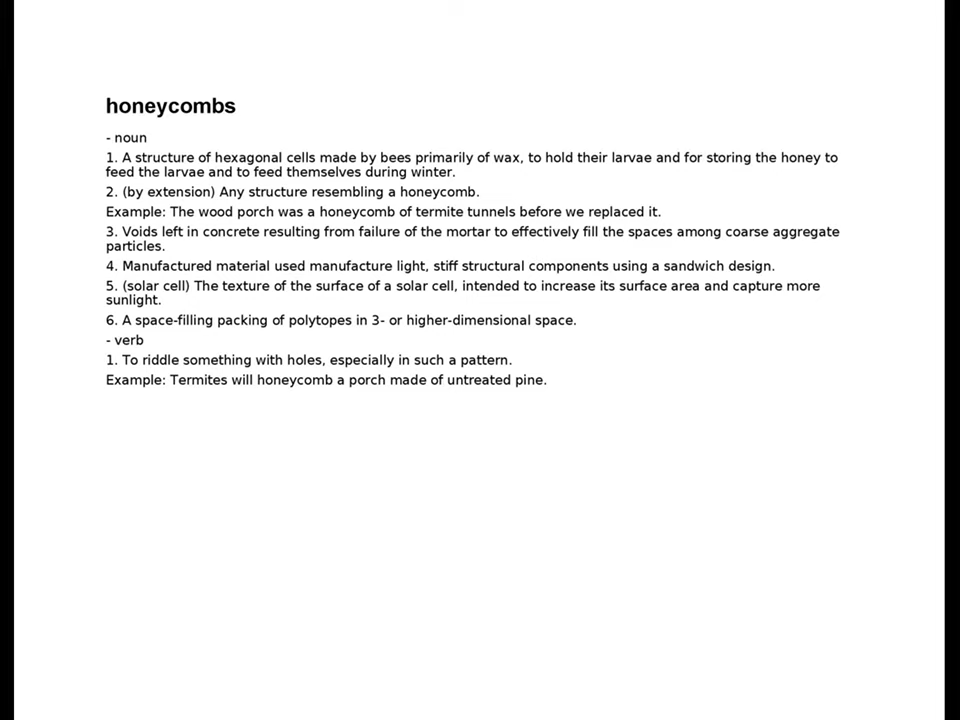 honeycombs
- noun
1. A structure of hexagonal cells made by bees primarily of wax, to hold their larvae and for storing the honey to
feed the larvae and to feed themselves during winter.
2. (by extension) Any structure resembling a honeycomb.
Example: The wood porch was a honeycomb of termite tunnels before we replaced it.
3. Voids left in concrete resulting from failure of the mortar to effectively fill the spaces among coarse aggregate
particles.
4. Manufactured material used manufacture light, stiff structural components using a sandwich design.
5. (solar cell) The texture of the surface of a solar cell, intended to increase its surface area and capture more
sunlight.
6. A space-filling packing of polytopes in 3- or higher-dimensional space.
- verb
1. To riddle something with holes, especially in such a pattern.
Example: Termites will honeycomb a porch made of untreated pine.